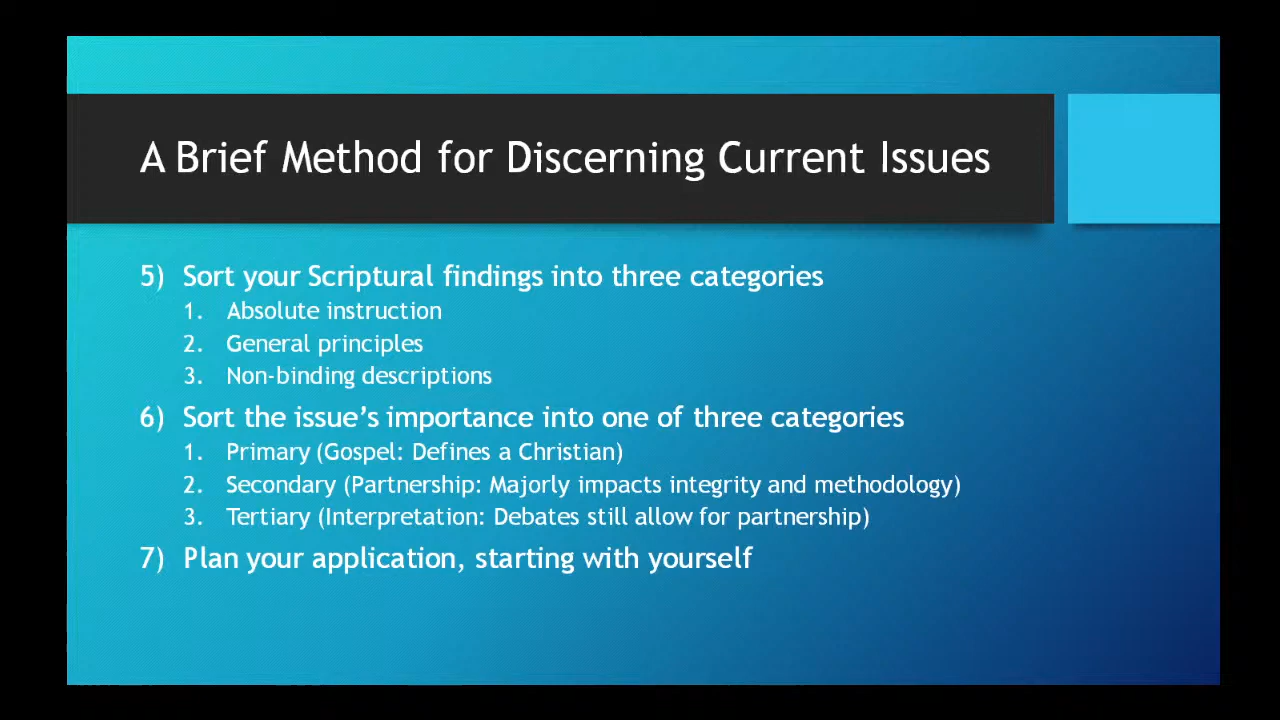 A Brief Method for Discerning Current Issues
5) Sort your Scriptural findings into three categories
1. Absolute instruction
2. General principles
3. Non-binding descriptions
6) Sort the issue's importance into one of three categories
1. Primary (Gospel: Defines a Christian)
2. Secondary (Partnership: Majorly impacts integrity and methodology)
3. Tertiary (Interpretation: Debates still allow for partnership)
7) Plan your application, starting with yourself